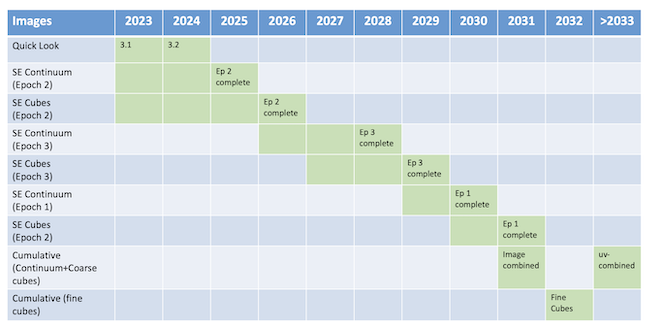 Images 2023 2024 2025 2026 2027 2028 2029 2030 2031 2032 >2033
Quick Look 3.1 3.2
SE Continuum
(Epoch 2)
Ep 2
complete
SE Cubes
(Epoch 2)
Ep 2
complete
SE Continuum
(Epoch 3)
Ep 3
complete
SE Cubes
(Epoch 3)
Ep 3
complete
SE Continuum
(Epoch 1)
Ep 1
complete
SE Cubes
(Epoch 2)
Ep 1
complete
Cumulative
(Continuum+Coarse
cubes)
Image
combined
uv-
combined
Cumulative (fine
cubes)
Fine
Cubes